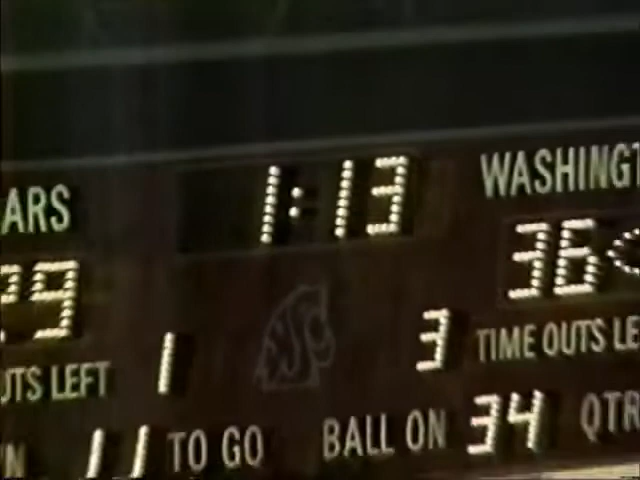 1:13
ARS WASHINGT
29 36
UTS LEFT 1 3 TIME OUTS LE
N 11 TO GO BALL ON 34 QTR